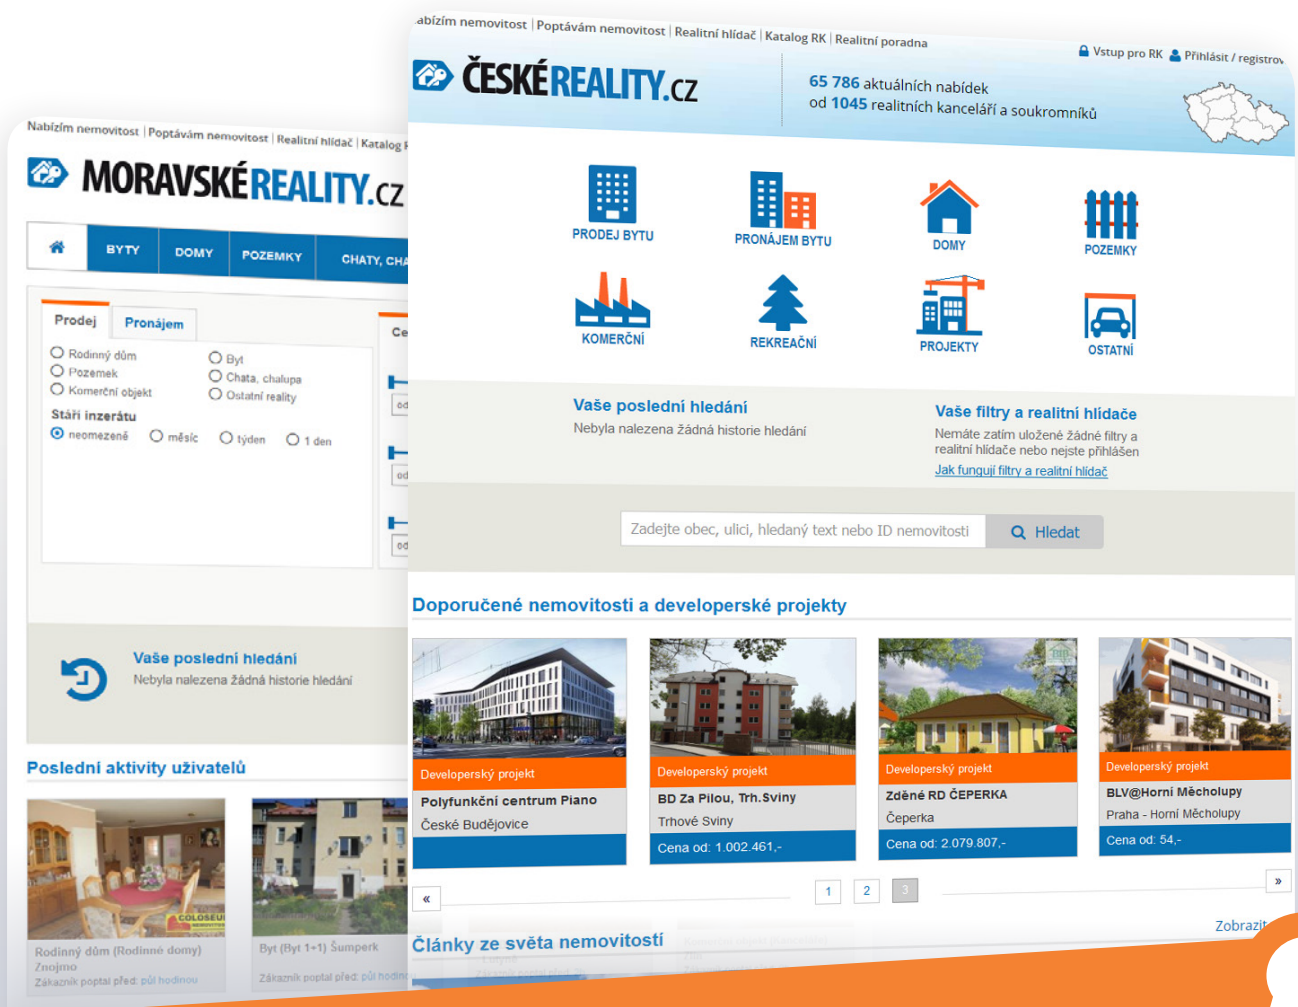 Nabízím nemovitost | Poptávám nemovitost | Realitní hlídač | Katalog RK | Realitní poradna
Vstup pro RK Přihlásit /
ČESKÉREALITY.CZ
65 786 aktuálních nabídek
od 1045 realitních kanceláří a soukromníků
PRODEJ BYTU
PRONÁJEM BYTU
DOMY
POZEMKY
KOMERČNÍ
REKREAČNÍ
PROJEKTY
OSTATNÍ
Vaše poslední hledání
Nebyla nalezena žádná historie hledání
Vaše filtry a realitní hlídače
Nemáte zatím uložené žádné filtry a
realitní hlídače nebo nejste přihlášen
Jak fungují filtry a realitní hlídač
Zadejte obec, ulici, hledaný text nebo ID nemovitosti
Hledat
Doporučené nemovitosti a developerské projekty
Developerský projekt
Polyfunkční centrum Piano
České Budějovice
Developerský projekt
BD Za Pilou, Trh.Sviny
Trhové Sviny
Cena od: 1.002.461,-
Developerský projekt
Zděné RD ČEPERKA
Čeperka
Cena od: 2.079.807,-
Developerský projekt
BLV@Horní Měcholupy
Praha - Horní Měcholupy
Cena od: 54,-
« 1 2 3 »
Články ze světa nemovitostí
Nabízím nemovitost | Poptávám nemovitost | Realitní hlídač | Katalog
MORAVSKÉREALITY.CZ
BYTY
DOMY
POZEMKY
CHATY,
Prodej
Pronájem
Rodinný dům
Byt
Pozemek
Chata, chalupa
Komerční objekt
Ostatní reality
Stáří inzerátu
neomezeně
měsíc
týden
1 den
Vaše poslední hledání
Nebyla nalezena žádná historie hledání
Poslední aktivity uživatelů
Rodinný dům (Rodinné domy)
Znojmo
Zákazník poptal před: půl hodinou
Byt (Byt 1+1) Šumperk
Zákazník poptal před: půl